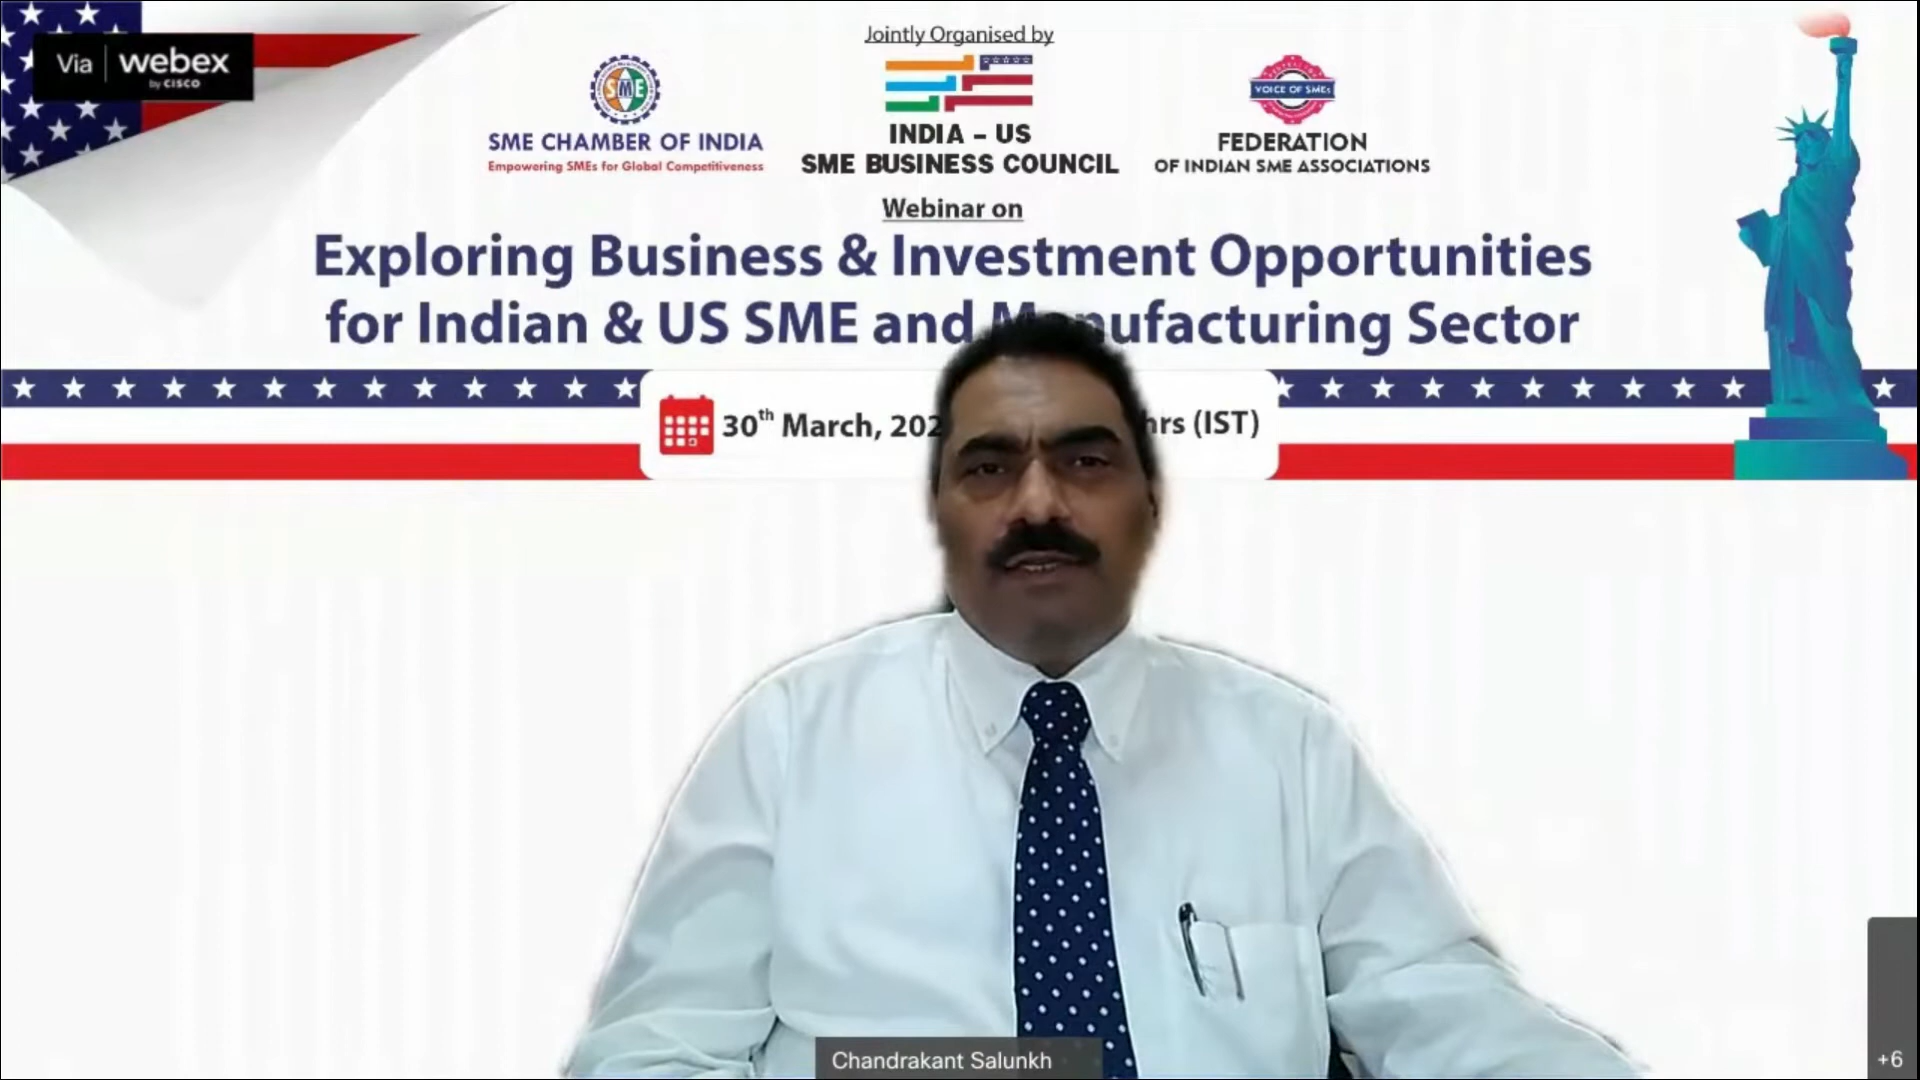 Via webex
by CISCO
Jointly Organised by
SME
VOICE OF SMEs
SME CHAMBER OF INDIA
Empowering SMEs for Global Competitiveness
INDIA – US
SME BUSINESS COUNCIL
FEDERATION
OF INDIAN SME ASSOCIATIONS
Webinar on
Exploring Business & Investment Opportunities
for Indian & US SME and Manufacturing Sector
30th March, 202 hrs (IST)
Chandrakant Salunkh
+6